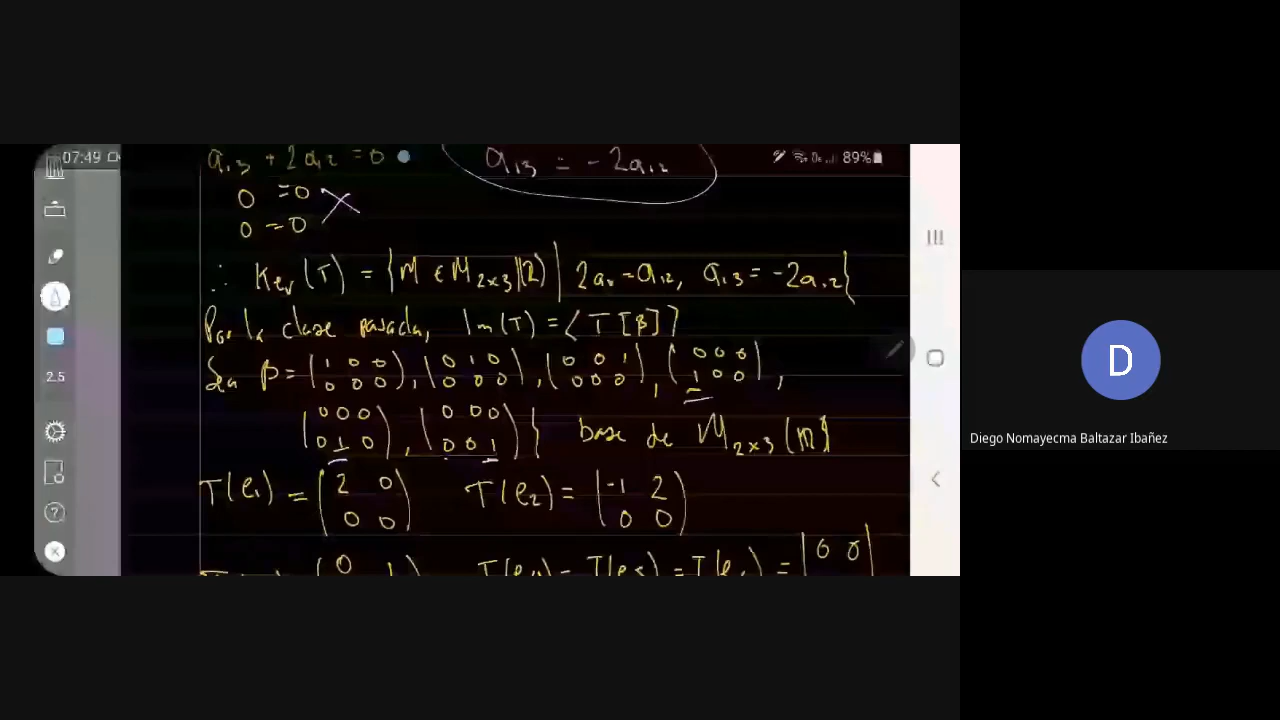 07:49
89%
a₁₃ + 2a₁₂ = 0
a₁₃ = -2a₁₂
0 = 0
0 = 0
∴ Ker(T) = {M ∈ M₂ₓ₃(R) | 2a₁₁ = a₁₂, a₁₃ = -2a₁₂}
Por la clase pasada, Im(T) = ⟨T[β]⟩
Sea β = (1 0 0 / 0 0 0), (0 1 0 / 0 0 0), (0 0 1 / 0 0 0), (0 0 0 / 1 0 0),
(0 0 0 / 0 1 0), (0 0 0 / 0 0 1)} base de M₂ₓ₃(R)
T(e₁) = (2 0 / 0 0) T(e₂) = (-1 2 / 0 0)
2.5
D
Diego Nomayecma Baltazar Ibañez